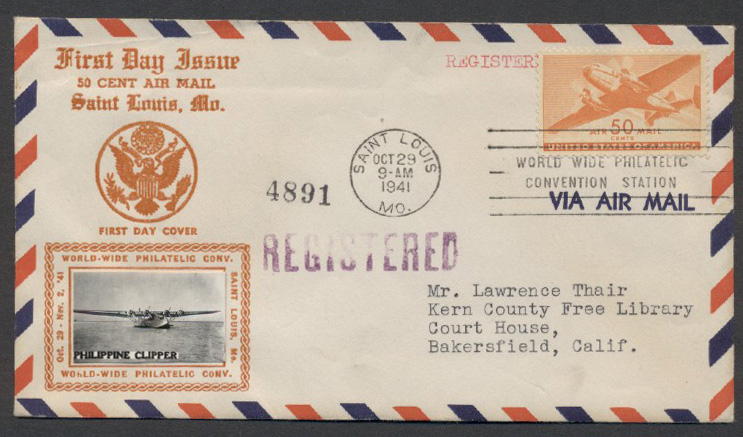 First Day Issue
50 CENT AIR MAIL
Saint Louis, Mo.
FIRST DAY COVER
WORLD-WIDE PHILATELIC CONV.
Oct. 29 - Nov. 2, '41
SAINT LOUIS, Mo.
PHILIPPINE CLIPPER
WORLD-WIDE PHILATELIC CONV.
REGISTER
AIR 50 MAIL
CENTS
UNITED STATES OF AMERICA
SAINT LOUIS
OCT 29
9-AM
1941
MO.
WORLD WIDE PHILATELIC
CONVENTION STATION
VIA AIR MAIL
4891
REGISTERED
Mr. Lawrence Thair
Kern County Free Library
Court House,
Bakersfield, Calif.